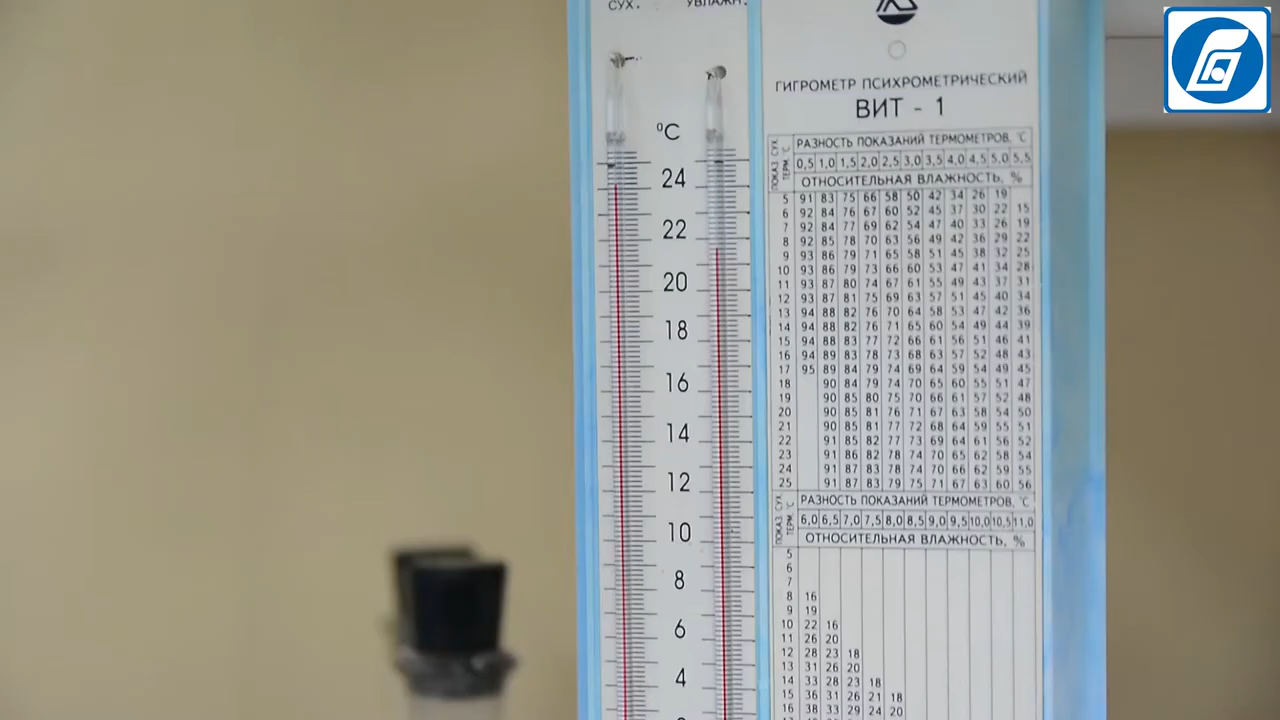 СУХ. УВЛАЖН.
ГИГРОМЕТР ПСИХРОМЕТРИЧЕСКИЙ
ВИТ - 1
°C
24
22
20
18
16
14
12
10
8
6
4
ПОКАЗ. СУХ. ТЕРМ. °C
РАЗНОСТЬ ПОКАЗАНИЙ ТЕРМОМЕТРОВ, °C
0,5 1,0 1,5 2,0 2,5 3,0 3,5 4,0 4,5 5,0 5,5
ОТНОСИТЕЛЬНАЯ ВЛАЖНОСТЬ, %
5 91 83 75 66 58 50 42 34 26 19
6 92 84 76 67 60 52 45 37 30 22 15
7 92 84 77 69 62 54 47 40 33 26 19
8 92 85 78 70 63 56 49 42 36 29 22
9 93 86 79 71 65 58 51 45 38 32 25
10 93 86 79 73 66 60 53 47 41 34 28
11 93 87 80 74 67 61 55 49 43 37 31
12 93 87 81 75 69 63 57 51 45 40 34
13 94 88 82 76 70 64 58 53 47 42 36
14 94 88 82 76 71 65 60 54 49 44 39
15 94 88 83 77 72 66 61 56 51 46 41
16 94 89 83 78 73 68 63 57 52 48 43
17 95 89 84 79 74 69 64 59 54 49 45
18 90 84 79 74 70 65 60 55 51 47
19 90 85 80 75 70 66 61 57 52 48
20 90 85 81 76 71 67 63 58 54 50
21 90 85 81 77 72 68 64 59 55 51
22 91 85 82 77 73 69 64 61 56 52
23 91 86 82 78 74 70 65 62 58 54
24 91 87 83 78 74 70 66 62 59 55
25 91 87 83 79 75 71 67 63 60 56
ПОКАЗ. СУХ. ТЕРМ. °C
РАЗНОСТЬ ПОКАЗАНИЙ ТЕРМОМЕТРОВ, °C
6,0 6,5 7,0 7,5 8,0 8,5 9,0 9,5 10,0 10,5 11,0
ОТНОСИТЕЛЬНАЯ ВЛАЖНОСТЬ, %
5
6
7
8 16
9 19
10 22 16
11 26 20
12 28 23 18
13 31 26 20
14 33 28 23 18
15 36 31 26 21 18
16 38 33 29 24 20